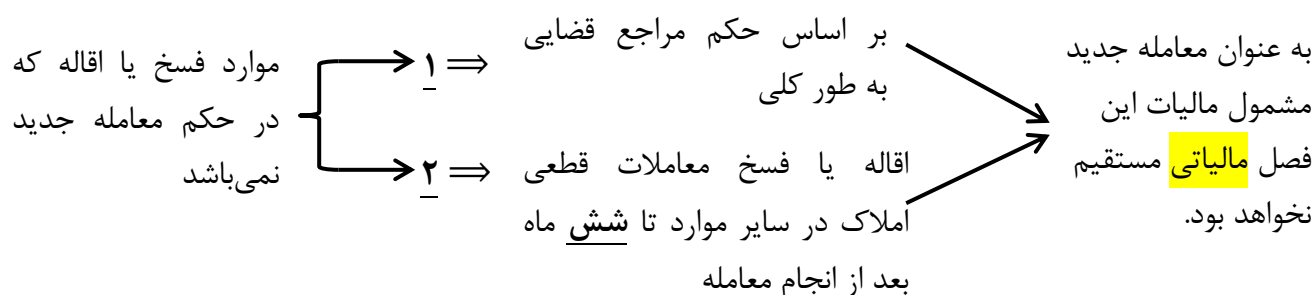 موارد فسخ یا اقاله که
در حکم معامله جدید
نمی‌باشد
۱ ⟹
بر اساس حکم مراجع قضایی
به طور کلی
۲ ⟹
اقاله یا فسخ معاملات قطعی
املاک در سایر موارد تا شش ماه
بعد از انجام معامله
به عنوان معامله جدید
مشمول مالیات این
فصل مالیاتی مستقیم
نخواهد بود.